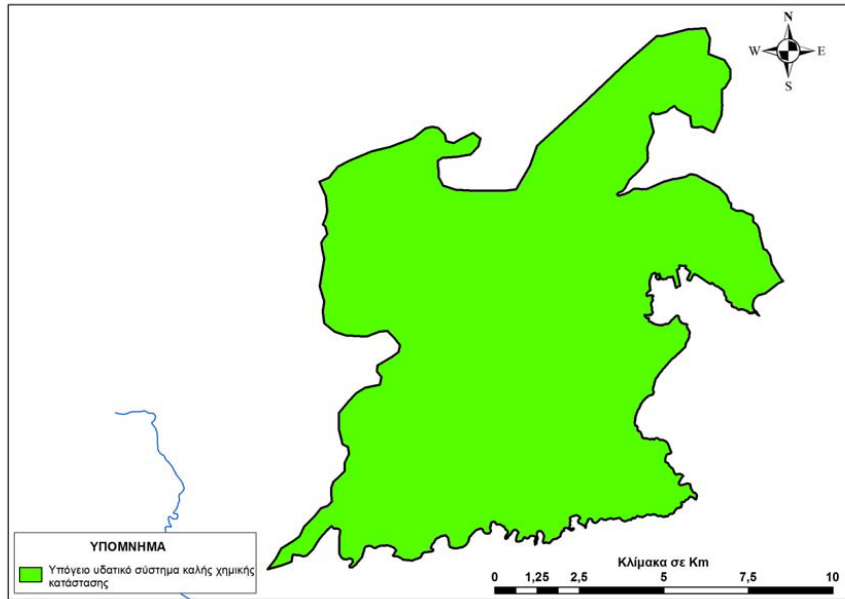 N
W E
S
ΥΠΟΜΝΗΜΑ
Υπόγειο υδατικό σύστημα καλής χημικής
κατάστασης
Κλίμακα σε Km
0 1,25 2,5 5 7,5 10